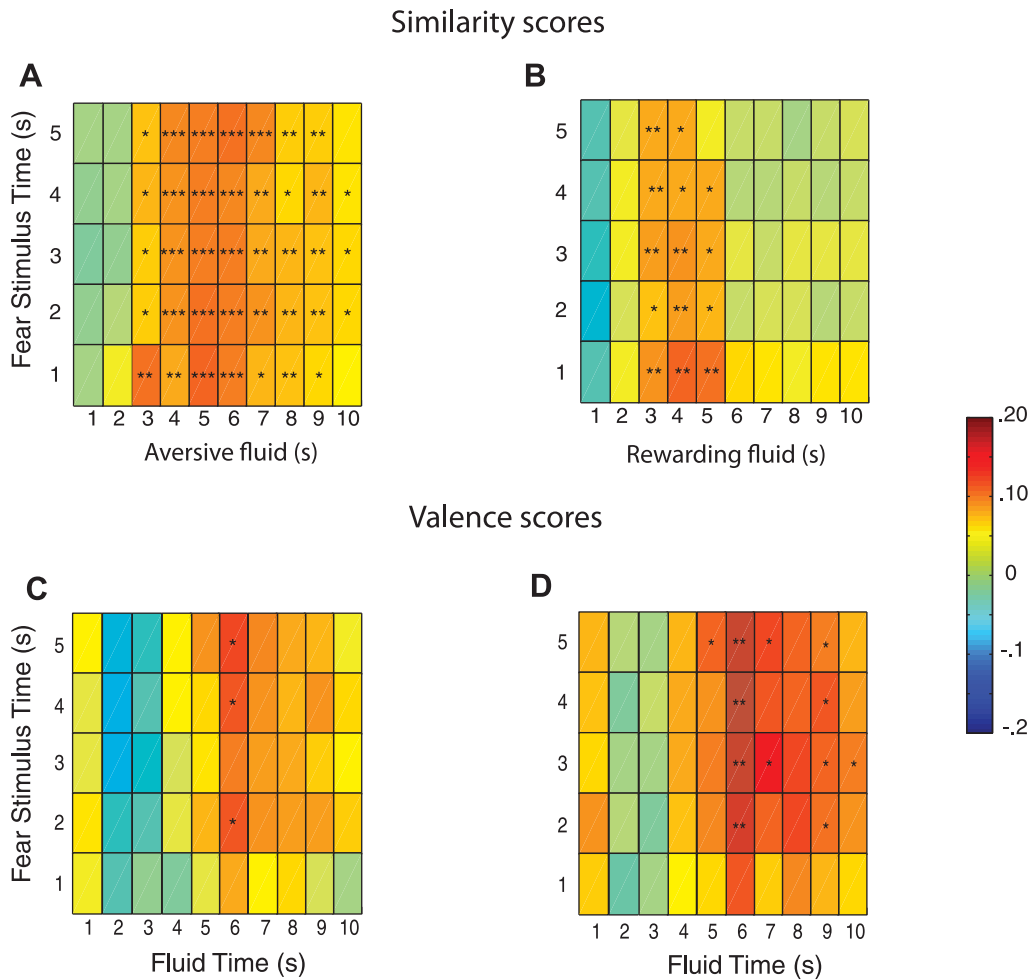 Similarity scores
A
B
Fear Stimulus Time (s)
5 * *** *** *** *** ** **
4 * *** *** *** ** * ** *
3 * *** *** *** ** ** ** *
2 * *** *** *** ** ** ** *
1 ** ** *** *** * ** *
1 2 3 4 5 6 7 8 9 10
Aversive fluid (s)
5 ** *
4 ** * *
3 ** ** *
2 * ** *
1 ** ** **
1 2 3 4 5 6 7 8 9 10
Rewarding fluid (s)
.20
.10
0
-.1
-.2
Valence scores
C
D
Fear Stimulus Time (s)
5 *
4 *
3
2 *
1
1 2 3 4 5 6 7 8 9 10
Fluid Time (s)
5 * ** * *
4 ** *
3 ** * * *
2 ** *
1
1 2 3 4 5 6 7 8 9 10
Fluid Time (s)